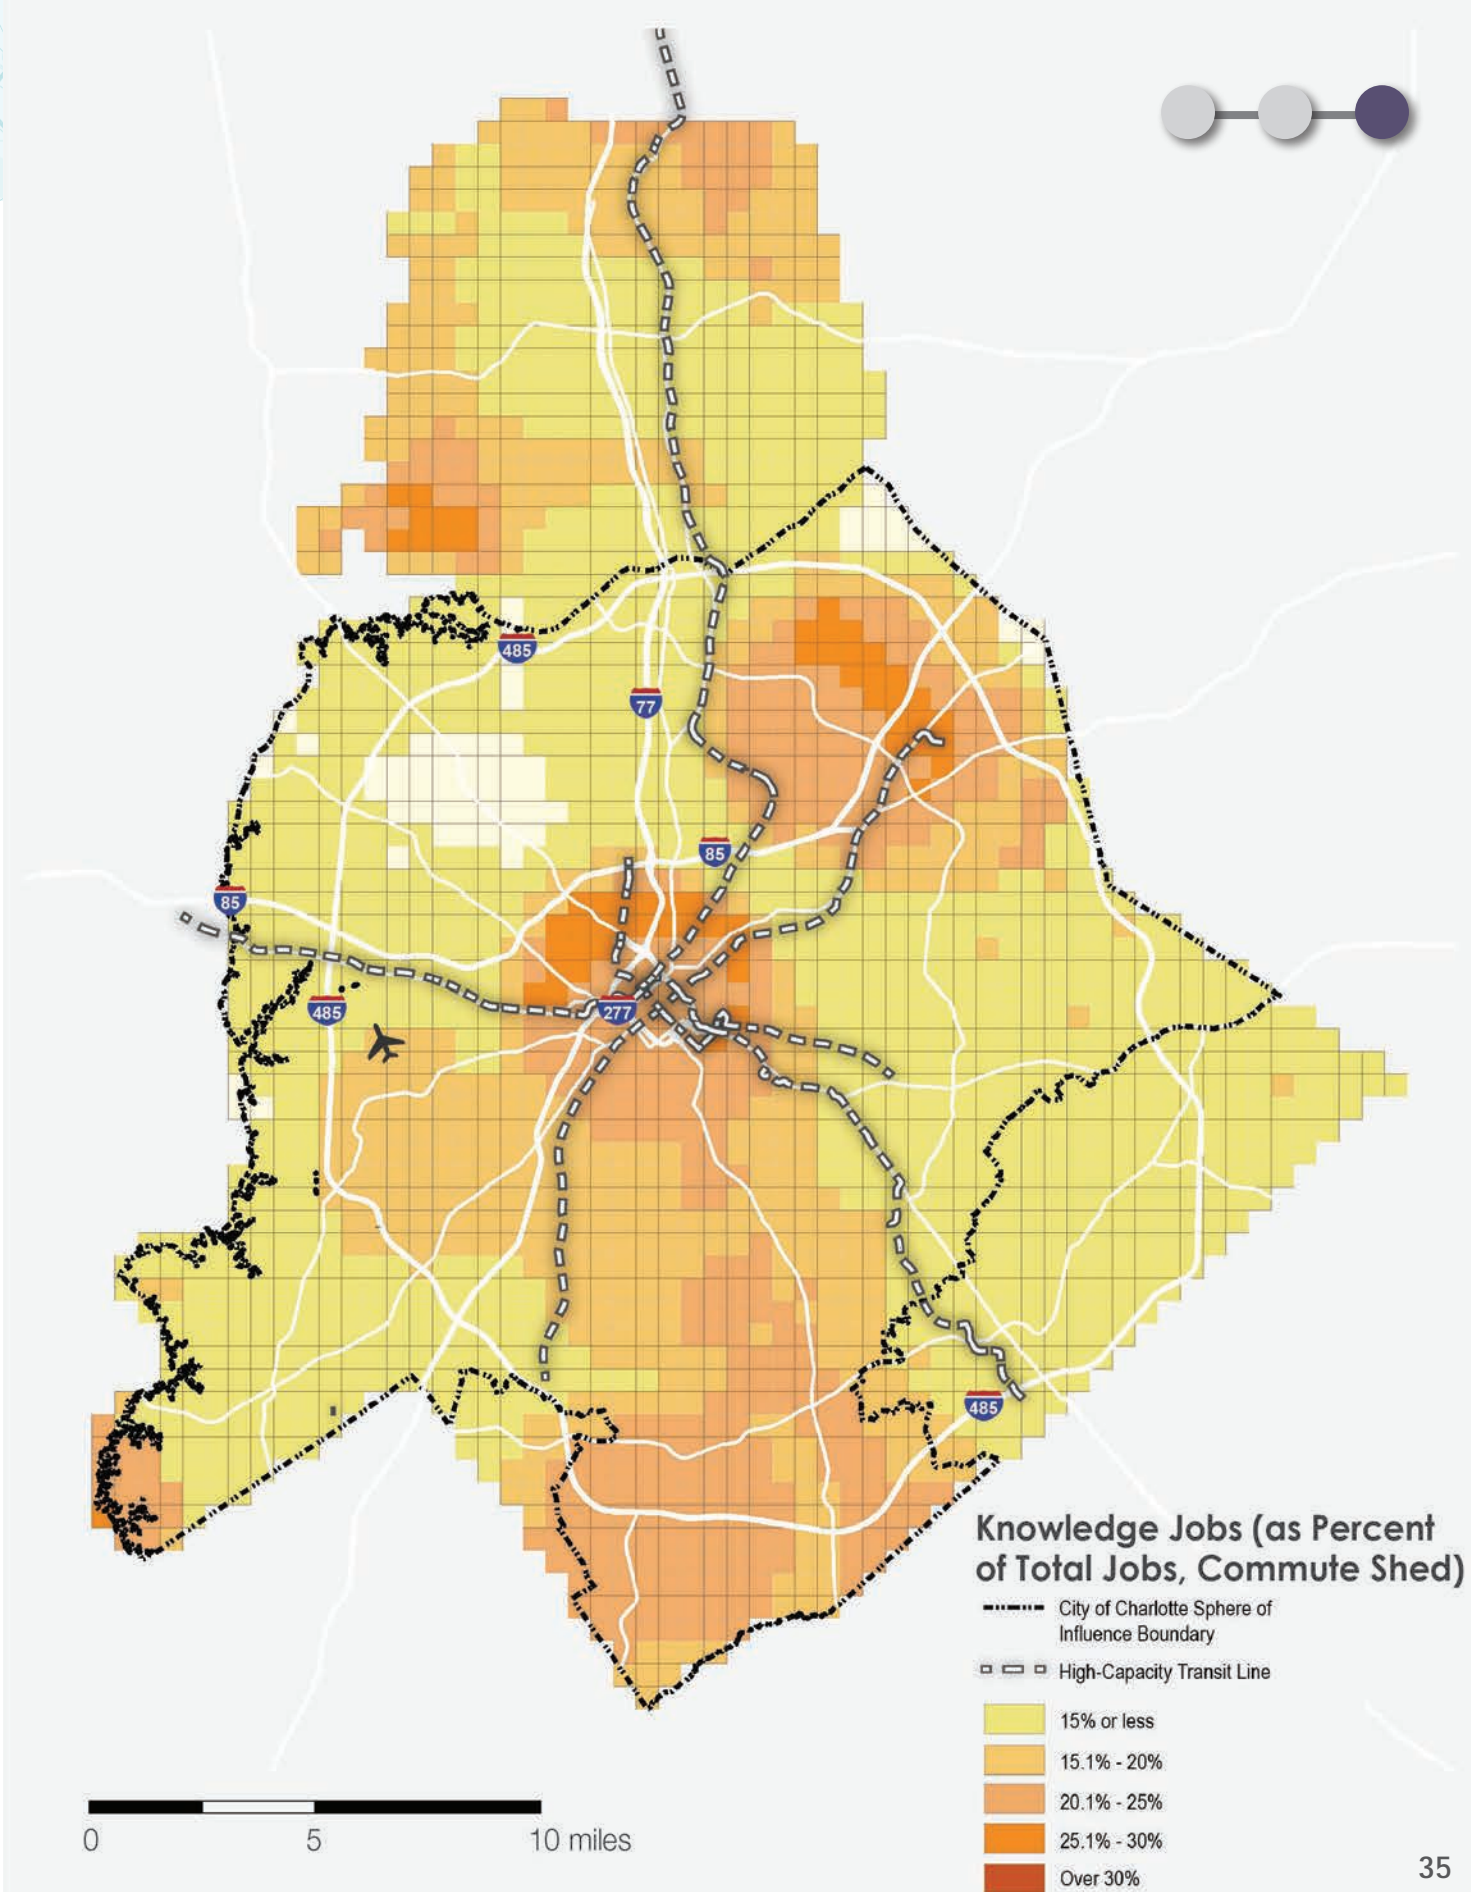 485
77
85
85
485
277
485
Knowledge Jobs (as Percent
of Total Jobs, Commute Shed)
City of Charlotte Sphere of
Influence Boundary
High-Capacity Transit Line
15% or less
15.1% - 20%
20.1% - 25%
25.1% - 30%
Over 30%
0 5 10 miles
35